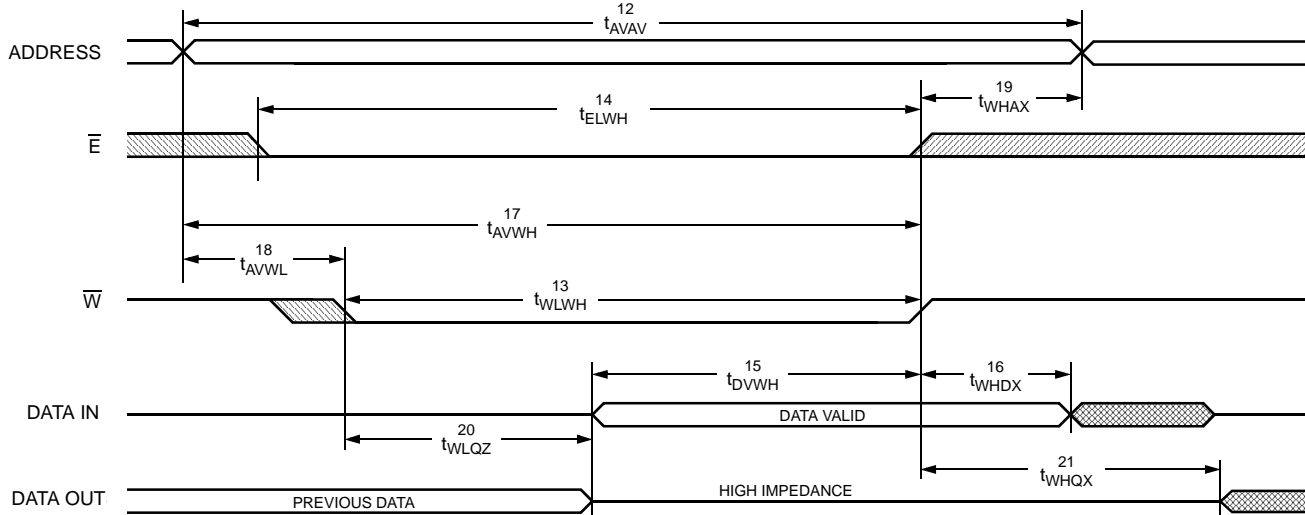 12
tAVAV
ADDRESS
14
tELWH
19
tWHAX
E
17
tAVWH
18
tAVWL
W
13
tWLWH
15
tDVWH
16
tWHDX
DATA IN
DATA VALID
20
tWLQZ
21
tWHQX
DATA OUT
PREVIOUS DATA
HIGH IMPEDANCE